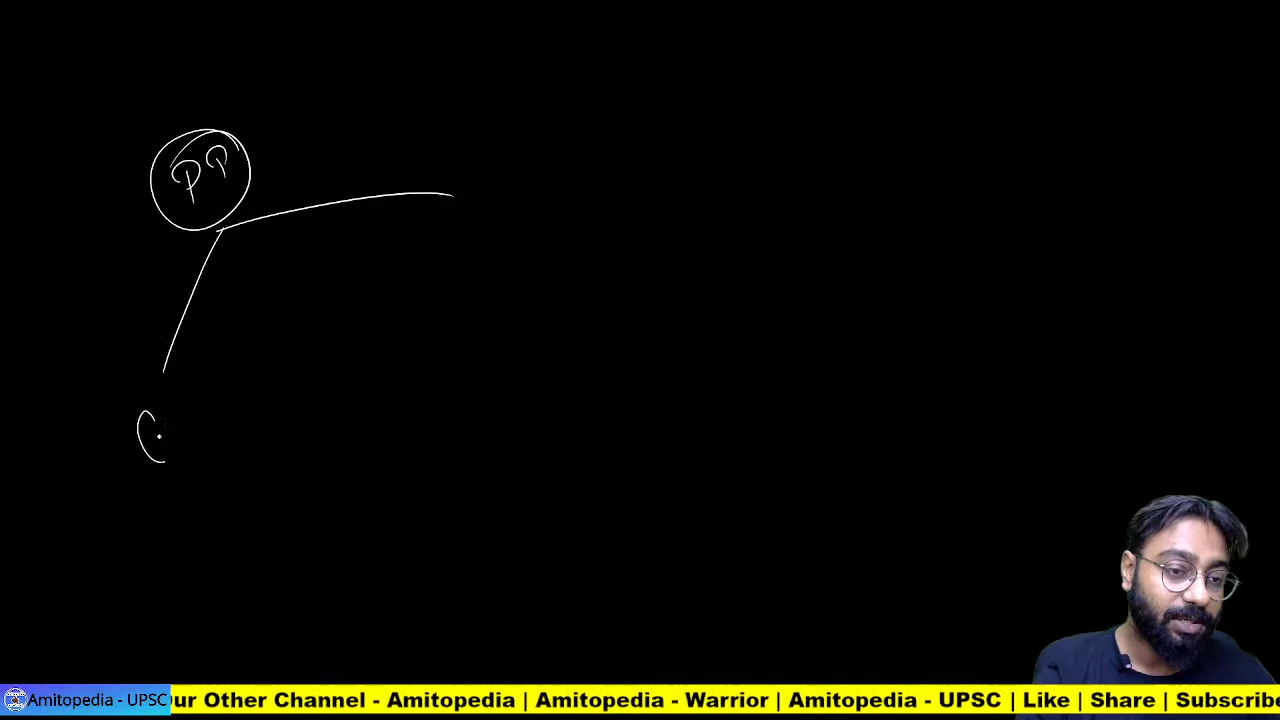 PP
C
Amitopedia - UPSC
ur Other Channel - Amitopedia | Amitopedia - Warrior | Amitopedia - UPSC | Like | Share | Subscrib